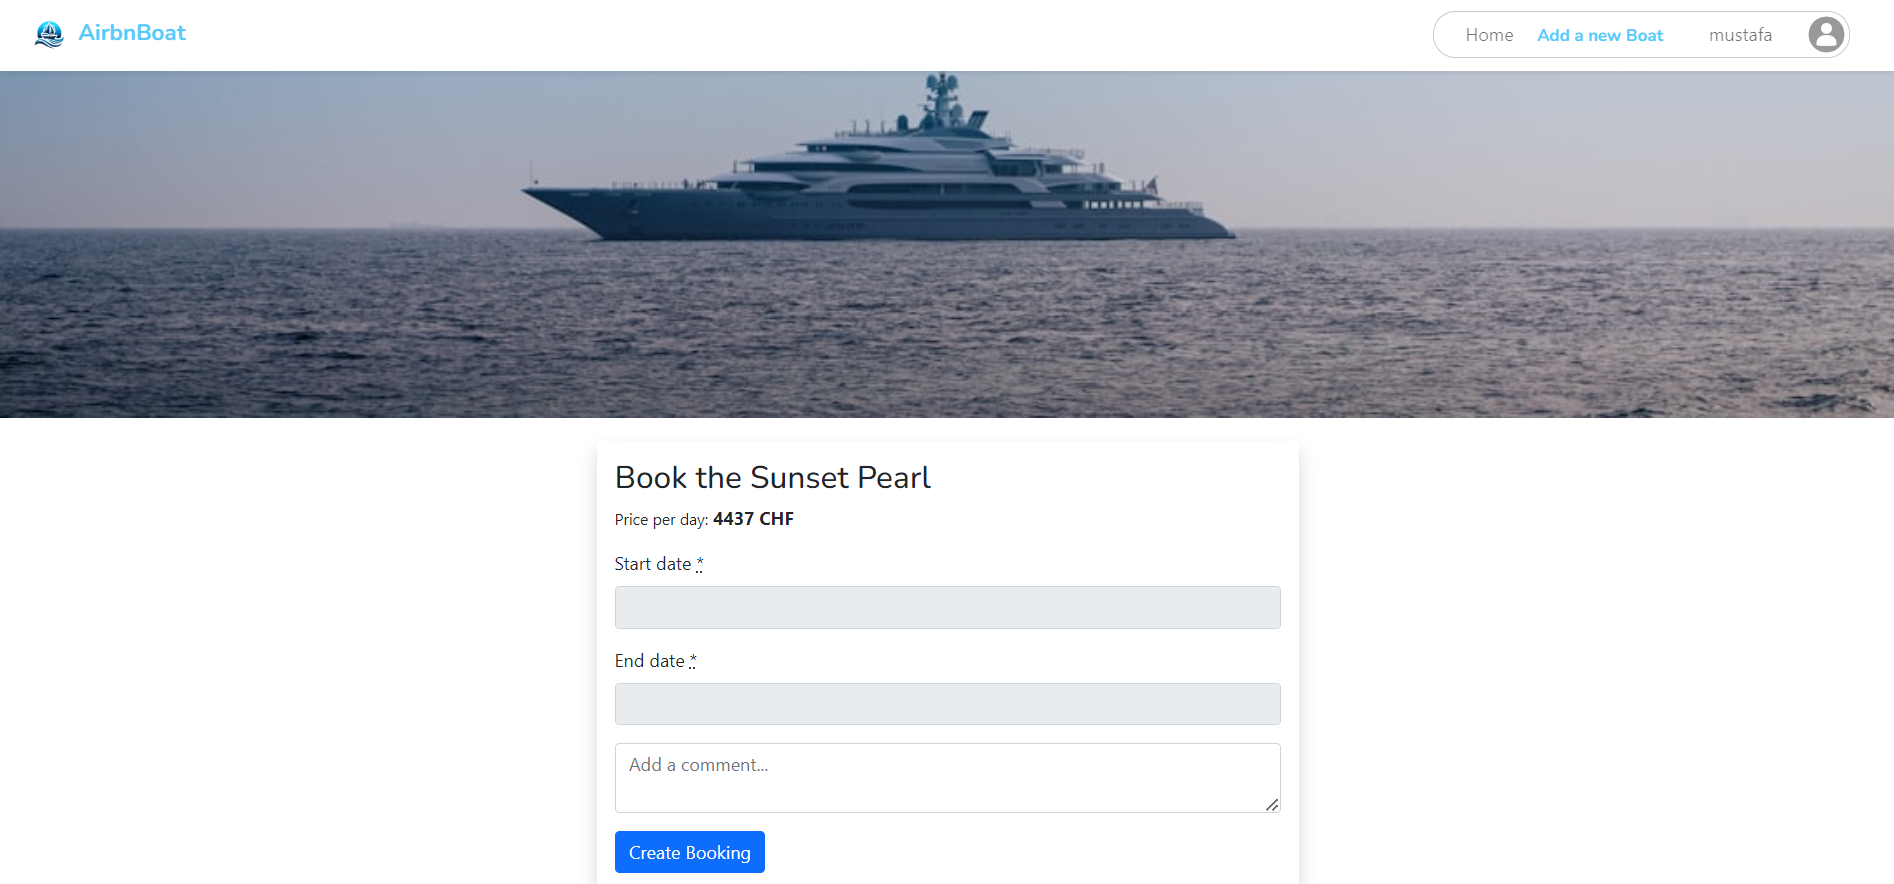 AirbnBoat
Home Add a new Boat mustafa
Book the Sunset Pearl
Price per day: 4437 CHF
Start date *
End date *
Add a comment...
Create Booking